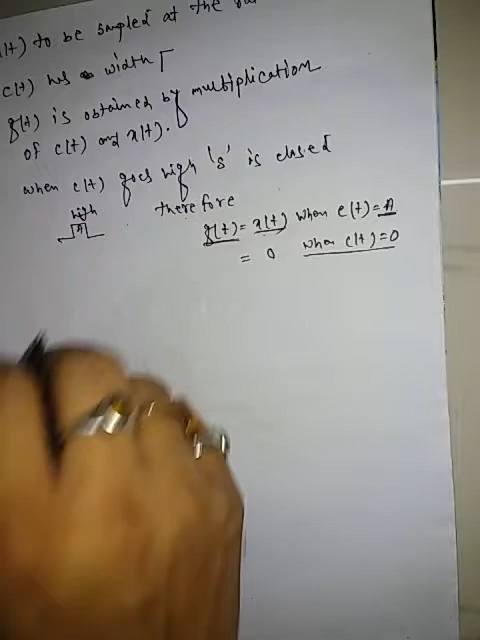 x(t) to be sampled at the
c(t) has a width T
g(t) is obtained by multiplication
of c(t) and x(t).
when c(t) goes high 's' is closed
high
A
therefore
g(t) = x(t) when c(t) = A
= 0 when c(t) = 0